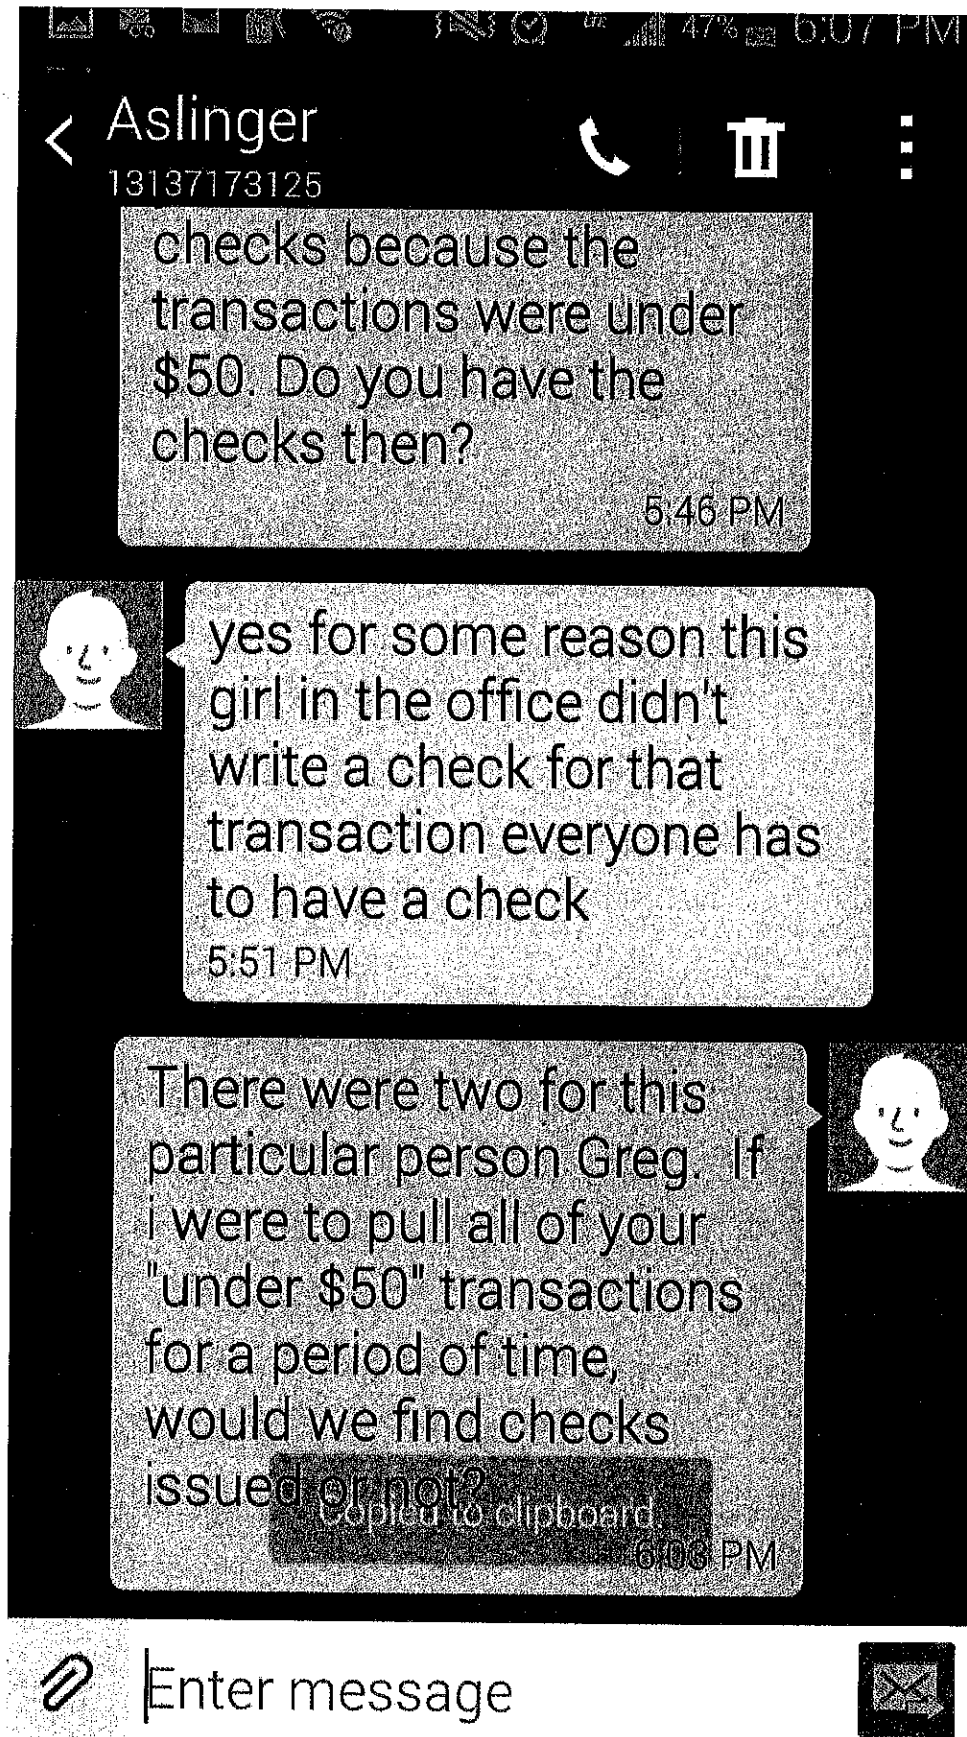 47% 6:07 PM
Aslinger
13137173125
checks because the
transactions were under
$50. Do you have the
checks then?
5:46 PM
yes for some reason this
girl in the office didn't
write a check for that
transaction everyone has
to have a check
5:51 PM
There were two for this
particular person Greg. If
i were to pull all of your
"under $50" transactions
for a period of time,
would we find checks
issued or not?
Copied to clipboard.
6:03 PM
Enter message